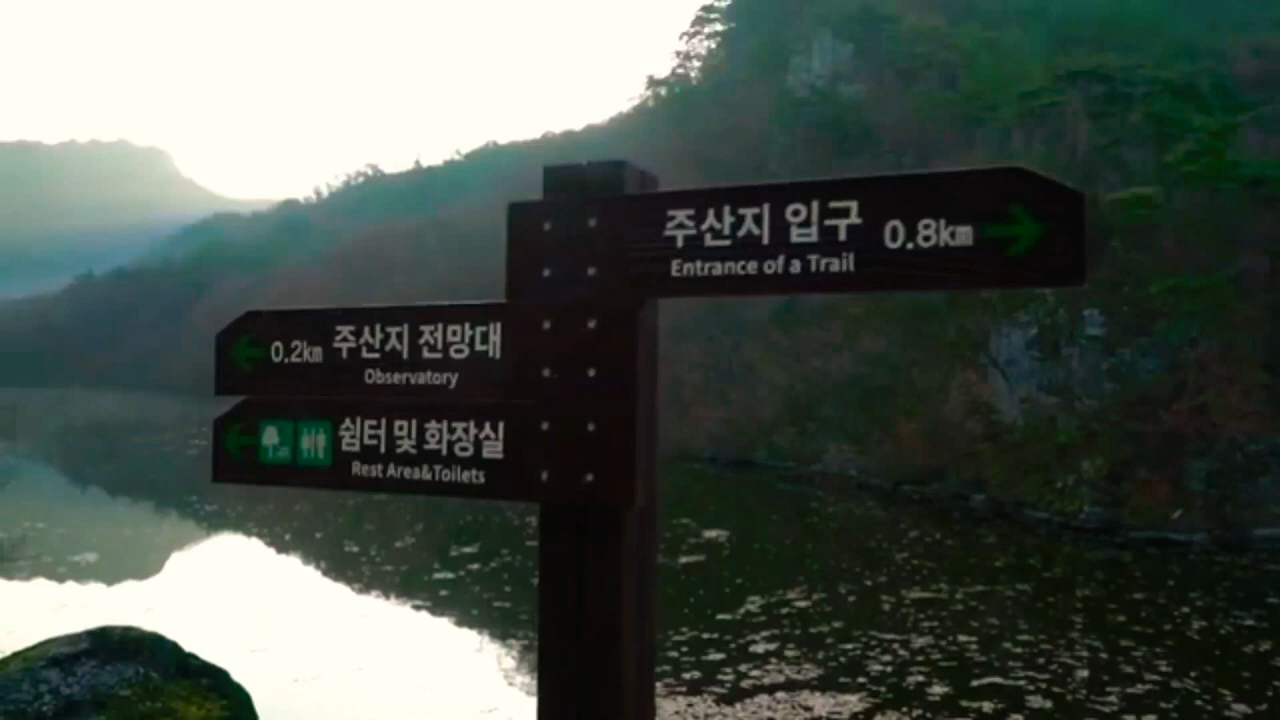 주산지 입구 0.8km
Entrance of a Trail
0.2km 주산지 전망대
Observatory
쉼터 및 화장실
Rest Area&Toilets